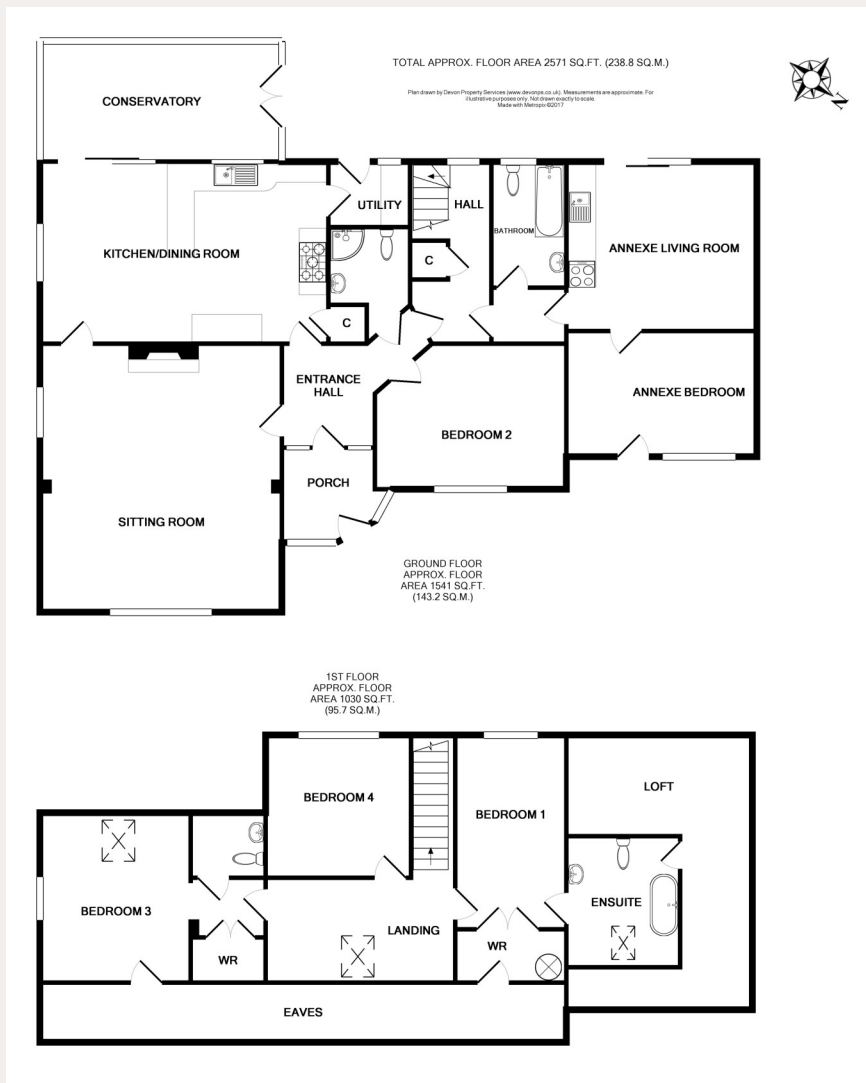 TOTAL APPROX. FLOOR AREA 2571 SQ.FT. (238.8 SQ.M.)
Plan drawn by Devon Property Services (www.devonps.co.uk). Measurements are approximate. For
illustrative purposes only. Not drawn exactly to scale.
Made with Metropix ©2017
N
CONSERVATORY
KITCHEN/DINING ROOM
UTILITY
HALL
BATHROOM
ANNEXE LIVING ROOM
C
C
ENTRANCE
HALL
BEDROOM 2
ANNEXE BEDROOM
PORCH
SITTING ROOM
GROUND FLOOR
APPROX. FLOOR
AREA 1541 SQ.FT.
(143.2 SQ.M.)
1ST FLOOR
APPROX. FLOOR
AREA 1030 SQ.FT.
(95.7 SQ.M.)
BEDROOM 4
BEDROOM 1
LOFT
BEDROOM 3
LANDING
ENSUITE
WR
WR
EAVES